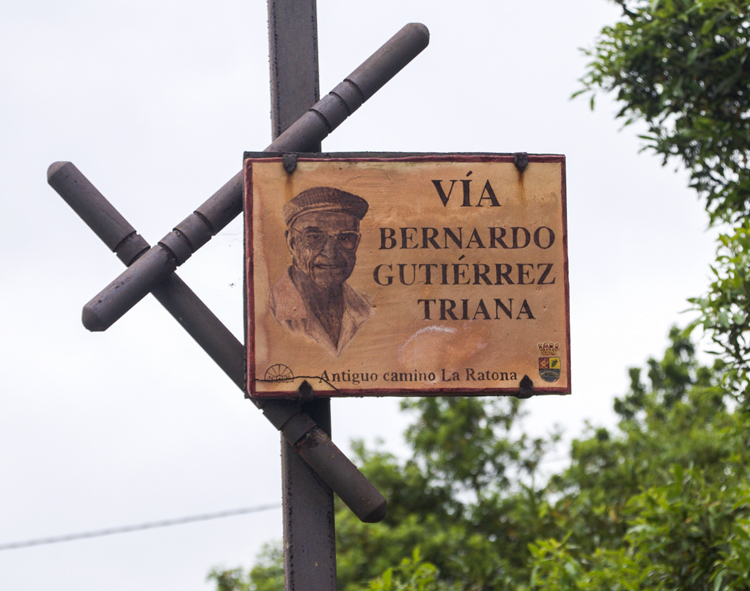 VÍA
BERNARDO
GUTIÉRREZ
TRIANA
Antiguo camino La Ratona